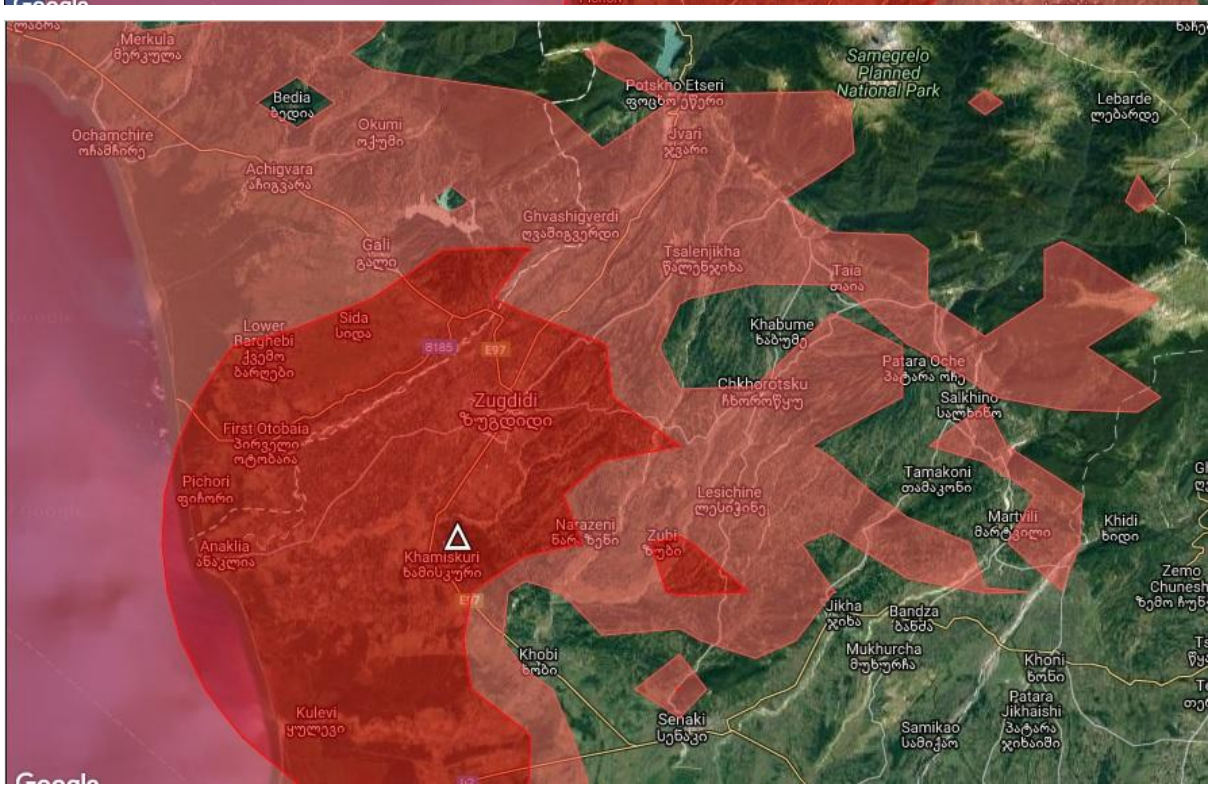 Google
Merkula
მერკულა
Samegrelo
Planned
National Park
Potskho Etseri
ფოცხო ეწერი
Bedia
ბედია
Lebarde
ლებარდე
Okumi
ოქუმი
Ochamchire
ოჩამჩირე
Jvari
ჯვარი
Achigvara
აჩიგვარა
Ghvashigverdi
ღვაშიგვერდი
Gali
გალი
Tsalenjikha
წალენჯიხა
Taia
თაია
Sida
სიდა
Lower
Barghebi
ქვემო
ბარღები
Khabume
ხაბუმე
8185
E97
Patara Oche
პატარა ოჩე
Chkhorotsku
ჩხოროწყუ
Salkhino
სალხინო
Zugdidi
ზუგდიდი
First Otobaia
პირველი
ოტობაია
Tamakoni
თამაკონი
Pichori
ფიჩორი
Lesichine
ლესიჭინე
Martvili
მარტვილი
Khidi
ხიდი
Narazeni
ნარაზენი
Zubi
ზუბი
Anaklia
ანაკლია
Khamiskuri
ხამისკური
Zemo
E97
Jikha
ჯიხა
Bandza
ბანძა
Mukhurcha
მუხურჩა
Khobi
ხობი
Khoni
ხონი
Kulevi
ყულევი
Senaki
სენაკი
Samikao
სამიქაო
Patara
Jikhaishi
პატარა
ჯიხაიში
Google